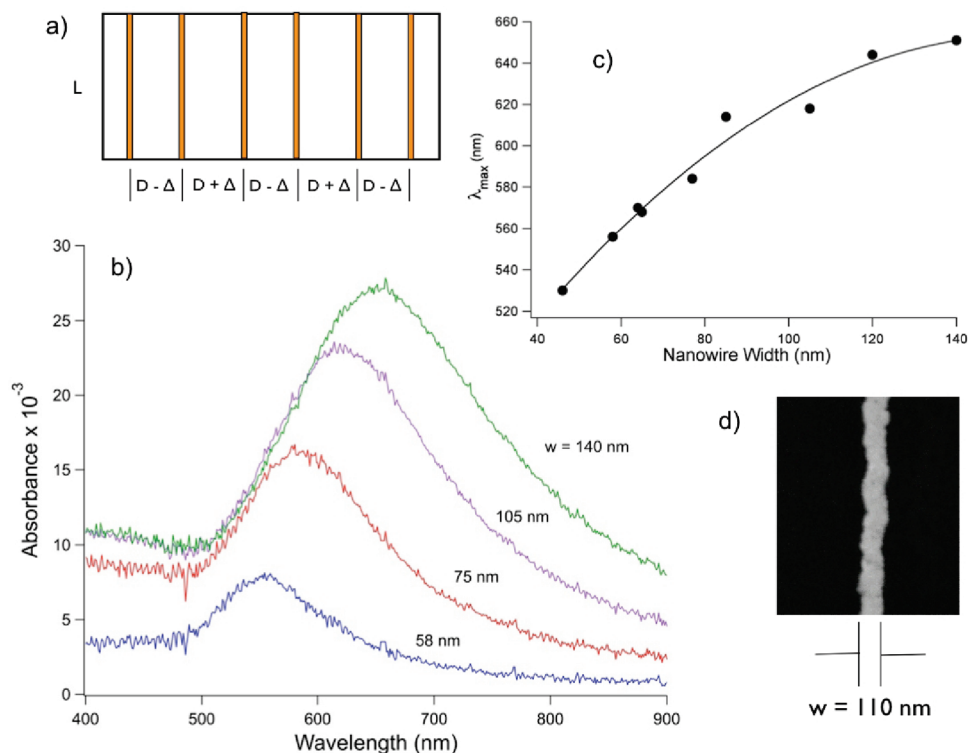 a)
L
D - Δ
D + Δ
D - Δ
D + Δ
D - Δ
b)
30
25
20
15
10
5
0
Absorbance x 10⁻³
w = 140 nm
105 nm
75 nm
58 nm
400
500
600
700
800
900
Wavelength (nm)
c)
660
640
620
600
580
560
540
520
λmax (nm)
40
60
80
100
120
140
Nanowire Width (nm)
d)
w = 110 nm